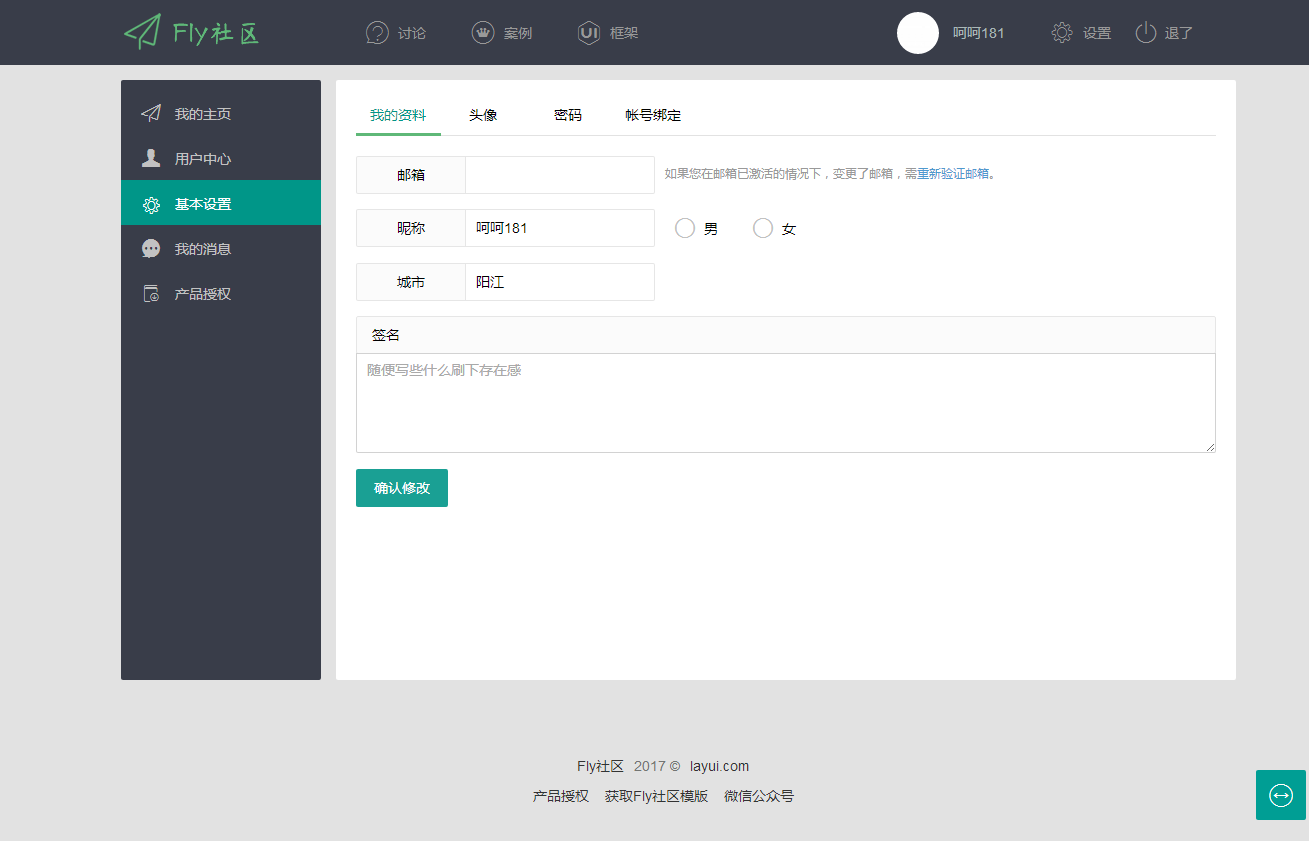 Fly社区 讨论 案例 UI 框架 呵呵181 设置 退了
我的主页
用户中心
基本设置
我的消息
产品授权
我的资料 头像 密码 帐号绑定
邮箱 如果您在邮箱已激活的情况下，变更了邮箱，需重新验证邮箱。
昵称 呵呵181 男 女
城市 阳江
签名
随便写些什么刷下存在感
确认修改
Fly社区 2017 © layui.com
产品授权 获取Fly社区模版 微信公众号